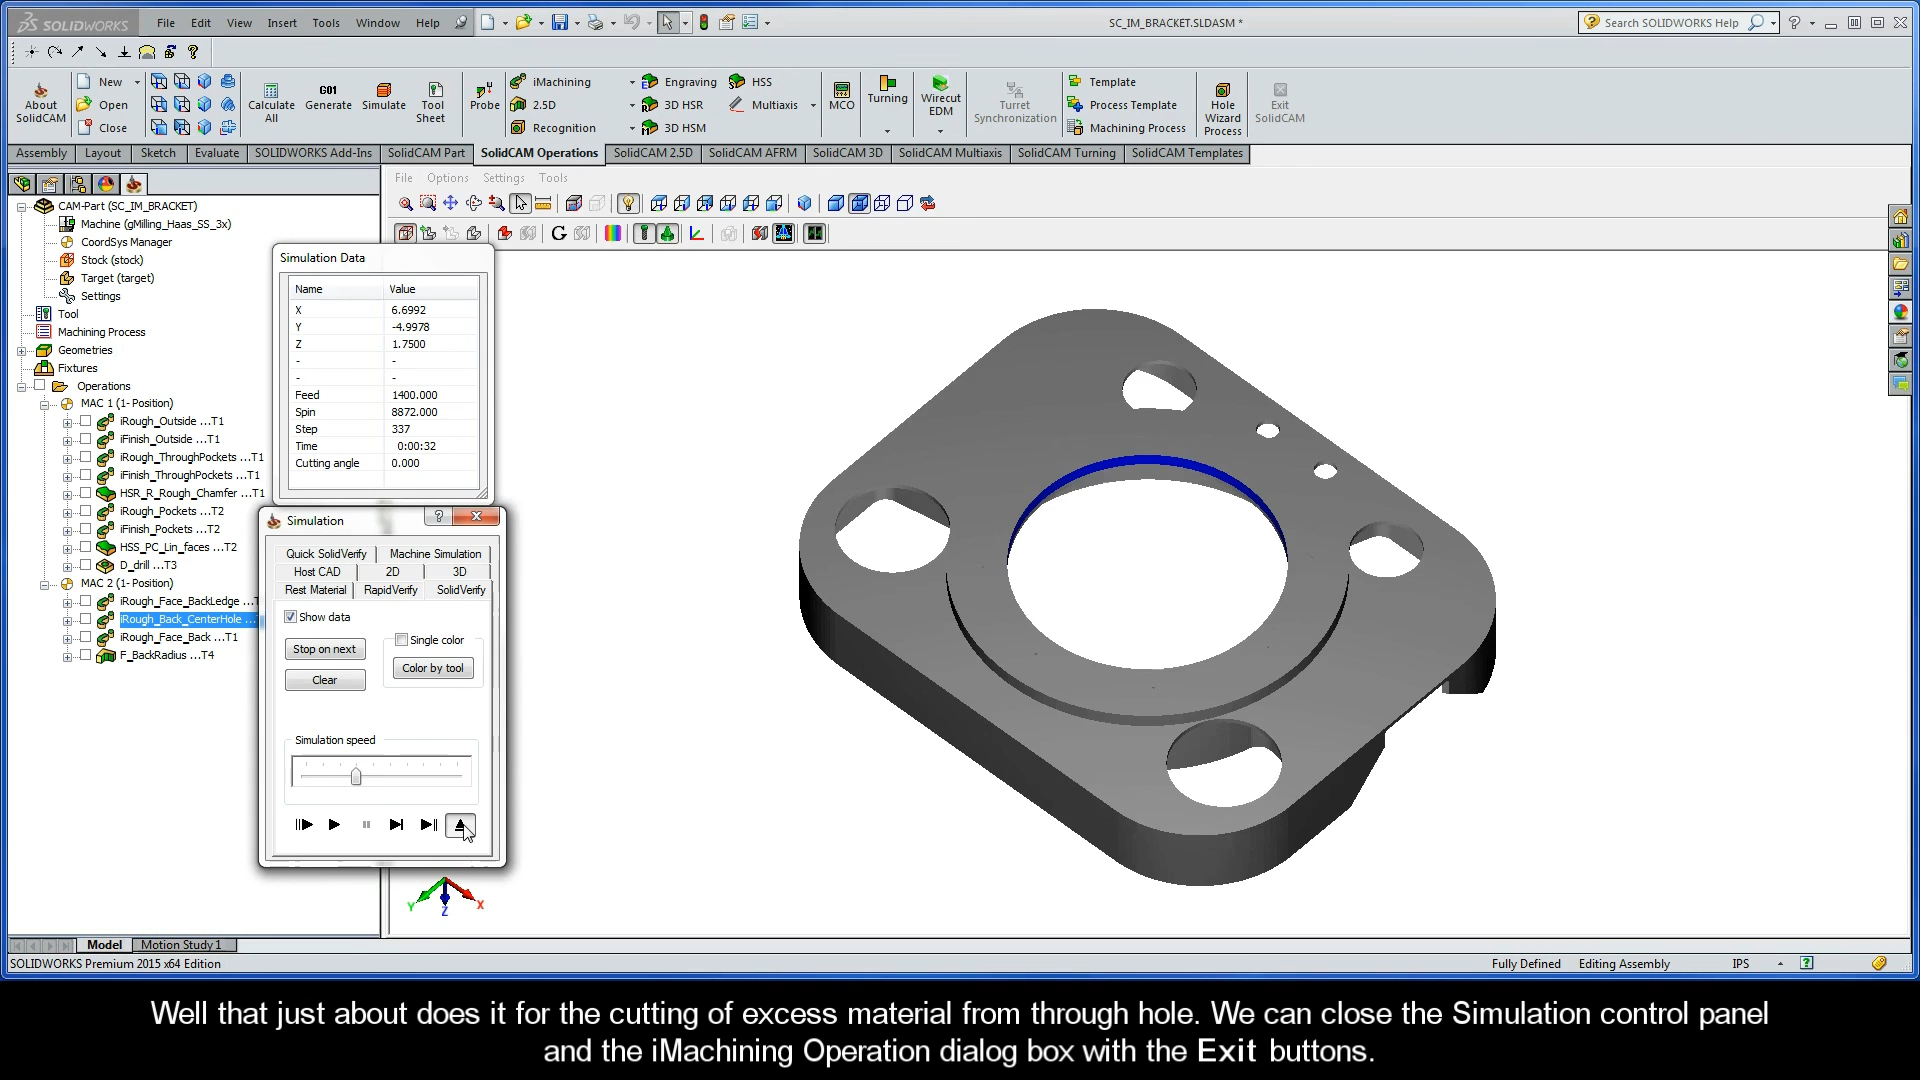 SOLIDWORKS File Edit View Insert Tools Window Help SC_IM_BRACKET.SLDASM * Search SOLIDWORKS Help
About SolidCAM
New
Open
Close
Calculate All
G01
Generate
Simulate
Tool Sheet
Probe
iMachining
2.5D
Recognition
Engraving
3D HSR
3D HSM
HSS
Multiaxis
MCO
Turning
Wirecut EDM
Turret Synchronization
Template
Process Template
Machining Process
Hole Wizard Process
Exit SolidCAM
Assembly Layout Sketch Evaluate SOLIDWORKS Add-Ins SolidCAM Part SolidCAM Operations SolidCAM 2.5D SolidCAM AFRM SolidCAM 3D SolidCAM Multiaxis SolidCAM Turning SolidCAM Templates
File Options Settings Tools
CAM-Part (SC_IM_BRACKET)
Machine (gMilling_Haas_SS_3x)
CoordSys Manager
Stock (stock)
Target (target)
Settings
Tool
Machining Process
Geometries
Fixtures
Operations
MAC 1 (1- Position)
iRough_Outside ...T1
iFinish_Outside ...T1
iRough_ThroughPockets ...T1
iFinish_ThroughPockets ...T1
HSR_R_Rough_Chamfer ...T1
iRough_Pockets ...T2
iFinish_Pockets ...T2
HSS_PC_Lin_faces ...T2
D_drill ...T3
MAC 2 (1- Position)
iRough_Face_BackLedge ...
iRough_Back_CenterHole ...
iRough_Face_Back ...T1
F_BackRadius ...T4
Simulation Data
Name Value
X 6.6992
Y -4.9978
Z 1.7500
- -
- -
Feed 1400.000
Spin 8872.000
Step 337
Time 0:00:32
Cutting angle 0.000
Simulation
Quick SolidVerify Machine Simulation
Host CAD 2D 3D
Rest Material RapidVerify SolidVerify
Show data
Stop on next Single color
Clear Color by tool
Simulation speed
Y Z X
Model Motion Study 1
SOLIDWORKS Premium 2015 x64 Edition Fully Defined Editing Assembly IPS
Well that just about does it for the cutting of excess material from through hole. We can close the Simulation control panel
and the iMachining Operation dialog box with the Exit buttons.